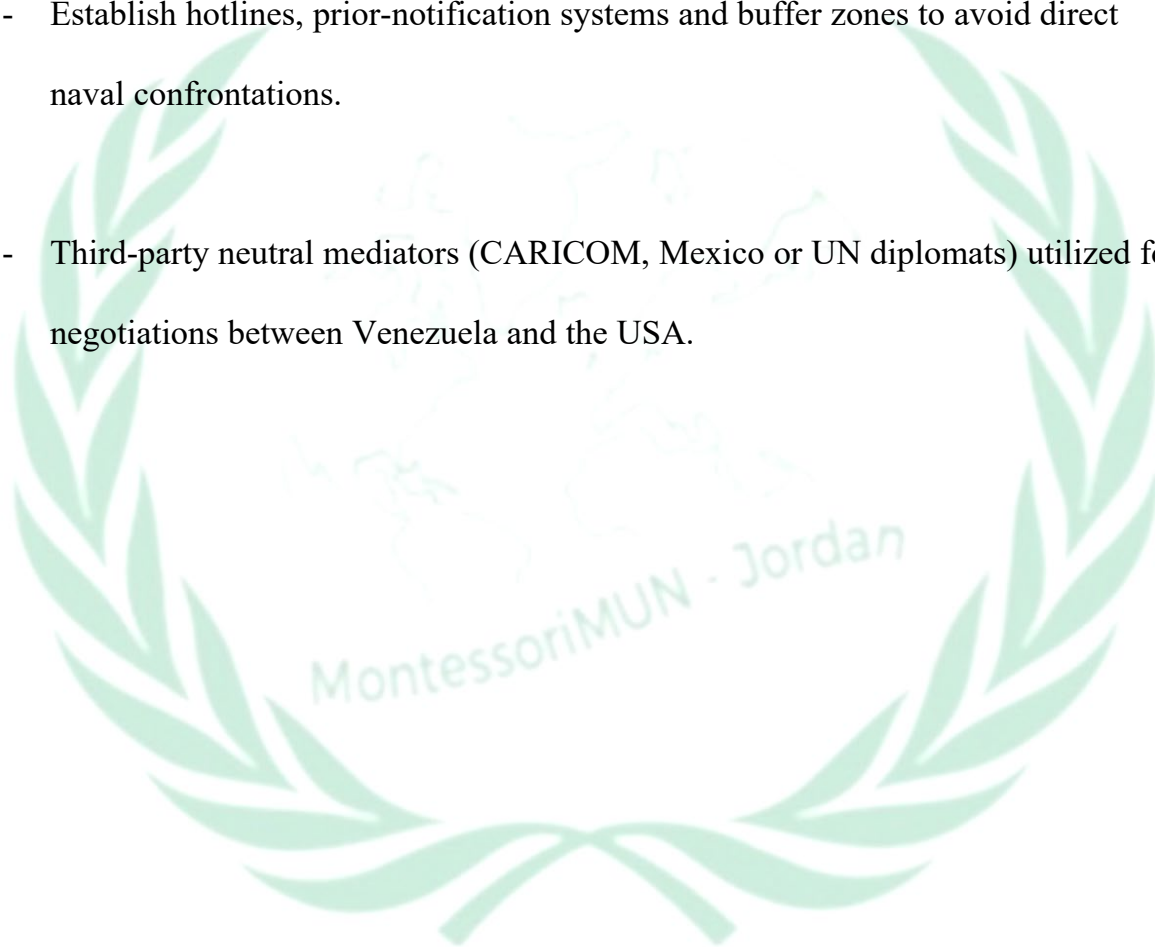 - Establish hotlines, prior-notification systems and buffer zones to avoid direct
naval confrontations.
- Third-party neutral mediators (CARICOM, Mexico or UN diplomats) utilized
negotiations between Venezuela and the USA.
MontessoriMUN - Jordan